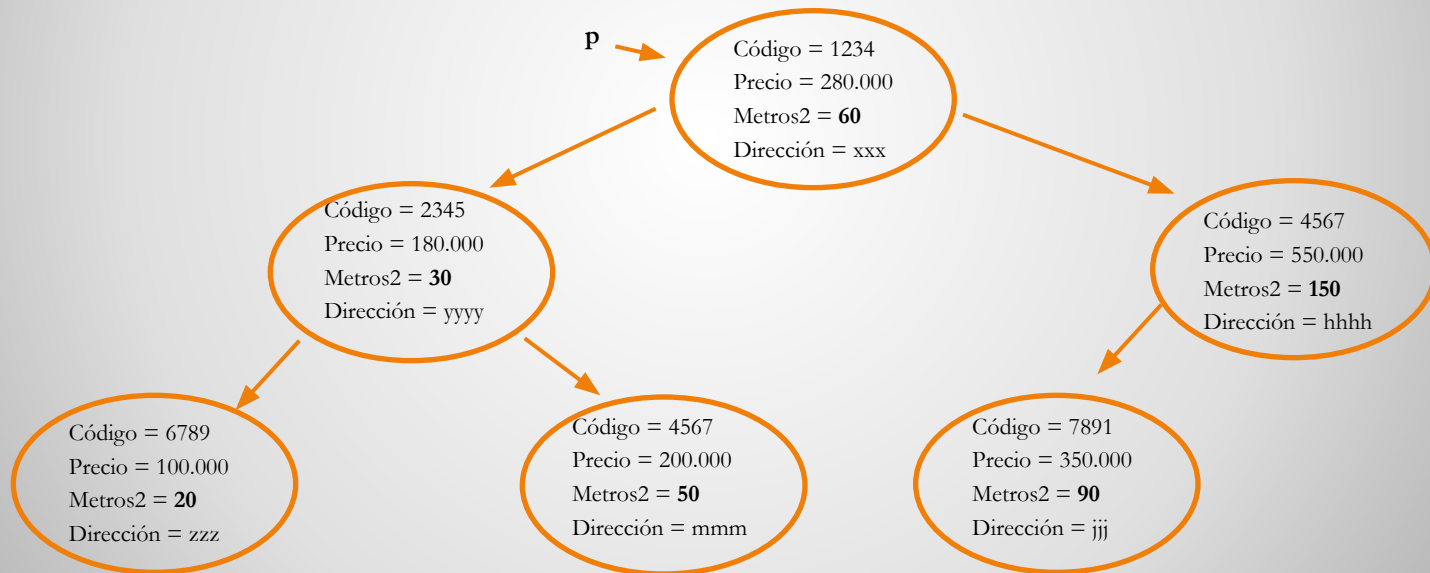 p
Código = 1234
Precio = 280.000
Metros2 = 60
Dirección = xxx
Código = 2345
Precio = 180.000
Metros2 = 30
Dirección = yyyy
Código = 4567
Precio = 550.000
Metros2 = 150
Dirección = hhhh
Código = 6789
Precio = 100.000
Metros2 = 20
Dirección = zzz
Código = 4567
Precio = 200.000
Metros2 = 50
Dirección = mmm
Código = 7891
Precio = 350.000
Metros2 = 90
Dirección = jjj